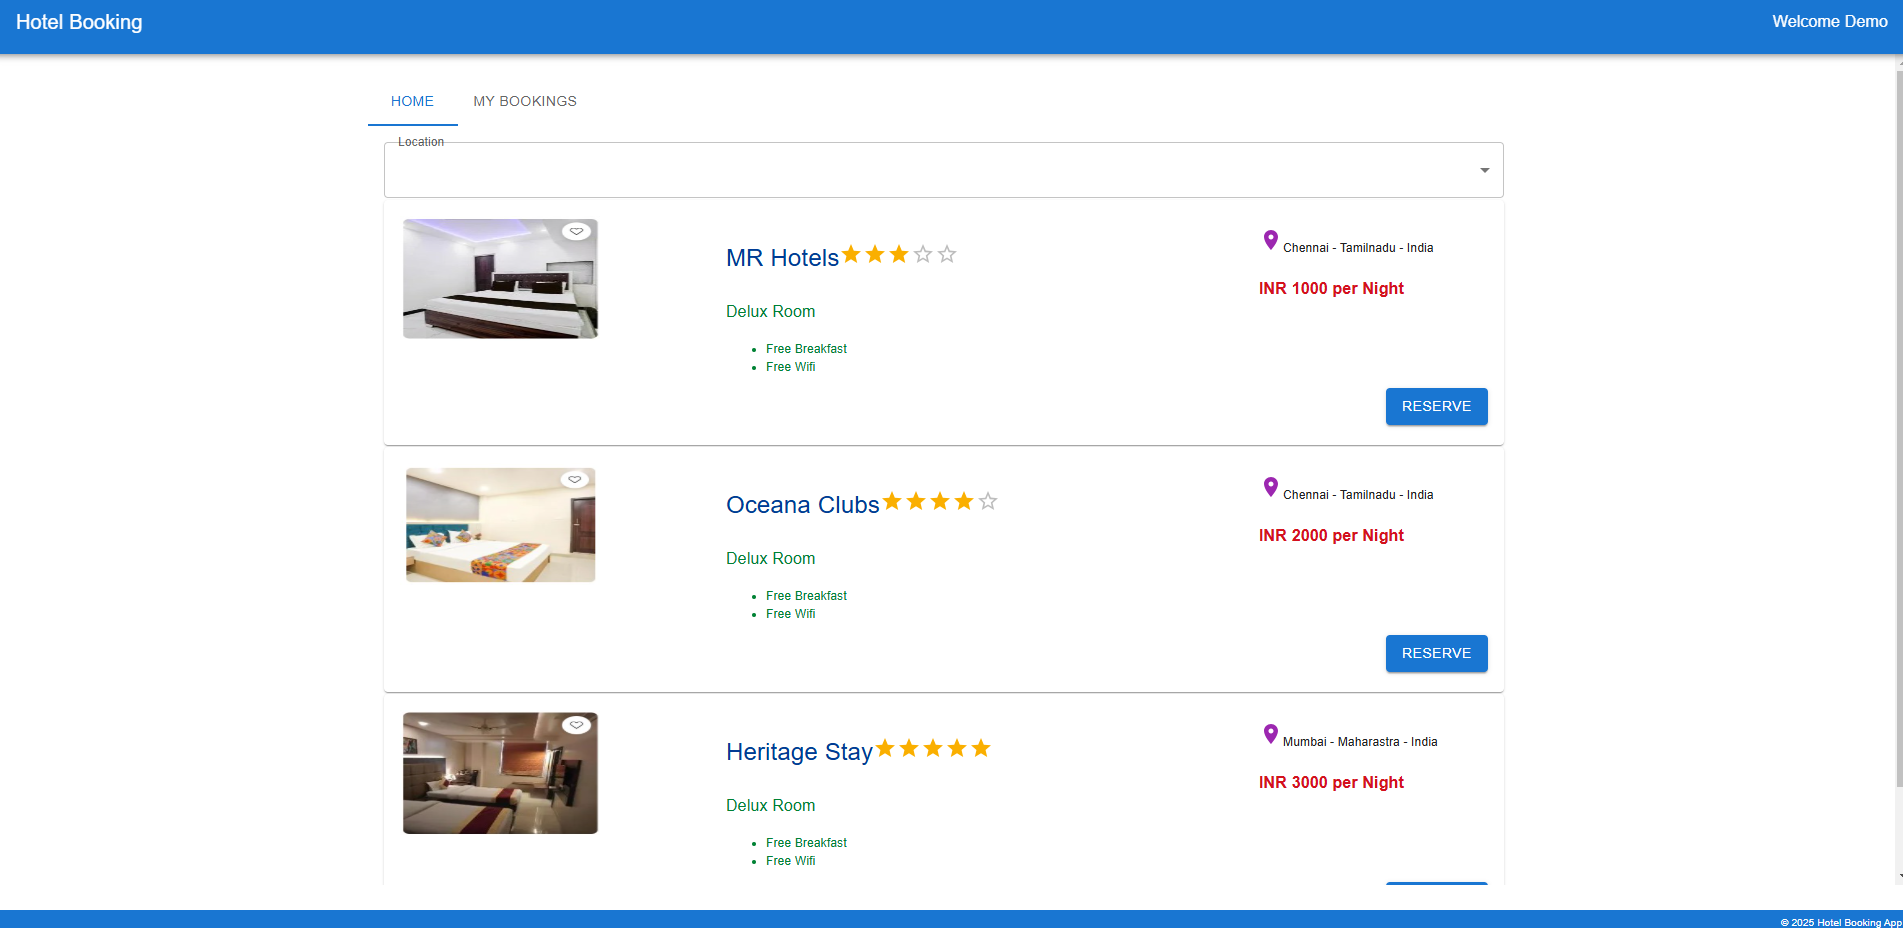 Hotel Booking
Welcome Demo
HOME
MY BOOKINGS
Location
MR Hotels
Chennai - Tamilnadu - India
INR 1000 per Night
Delux Room
Free Breakfast
Free Wifi
RESERVE
Oceana Clubs
Chennai - Tamilnadu - India
INR 2000 per Night
Delux Room
Free Breakfast
Free Wifi
RESERVE
Heritage Stay
Mumbai - Maharastra - India
INR 3000 per Night
Delux Room
Free Breakfast
Free Wifi
© 2025 Hotel Booking App